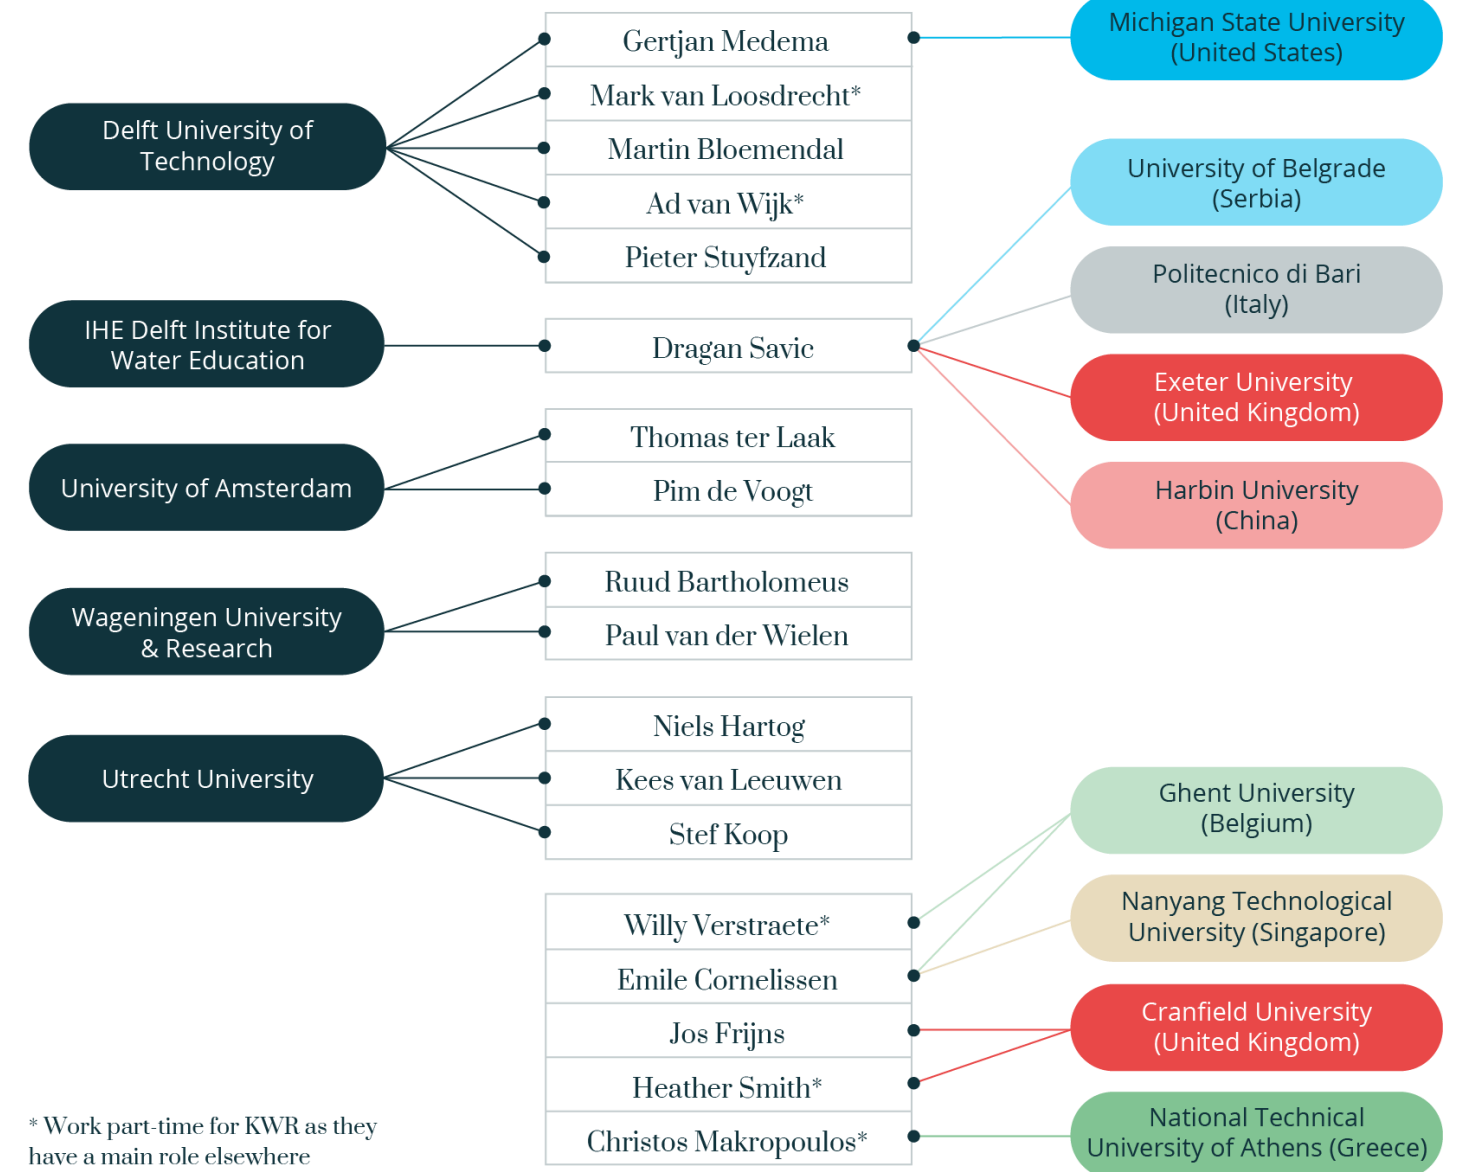 Delft University of
Technology
IHE Delft Institute for
Water Education
University of Amsterdam
Wageningen University
& Research
Utrecht University
Gertjan Medema
Mark van Loosdrecht*
Martin Bloemendal
Ad van Wijk*
Pieter Stuyfzand
Dragan Savic
Thomas ter Laak
Pim de Voogt
Ruud Bartholomeus
Paul van der Wielen
Niels Hartog
Kees van Leeuwen
Stef Koop
Willy Verstraete*
Emile Cornelissen
Jos Frijns
Heather Smith*
Christos Makropoulos*
Michigan State University
(United States)
University of Belgrade
(Serbia)
Politecnico di Bari
(Italy)
Exeter University
(United Kingdom)
Harbin University
(China)
Ghent University
(Belgium)
Nanyang Technological
University (Singapore)
Cranfield University
(United Kingdom)
National Technical
University of Athens (Greece)
* Work part-time for KWR as they
have a main role elsewhere